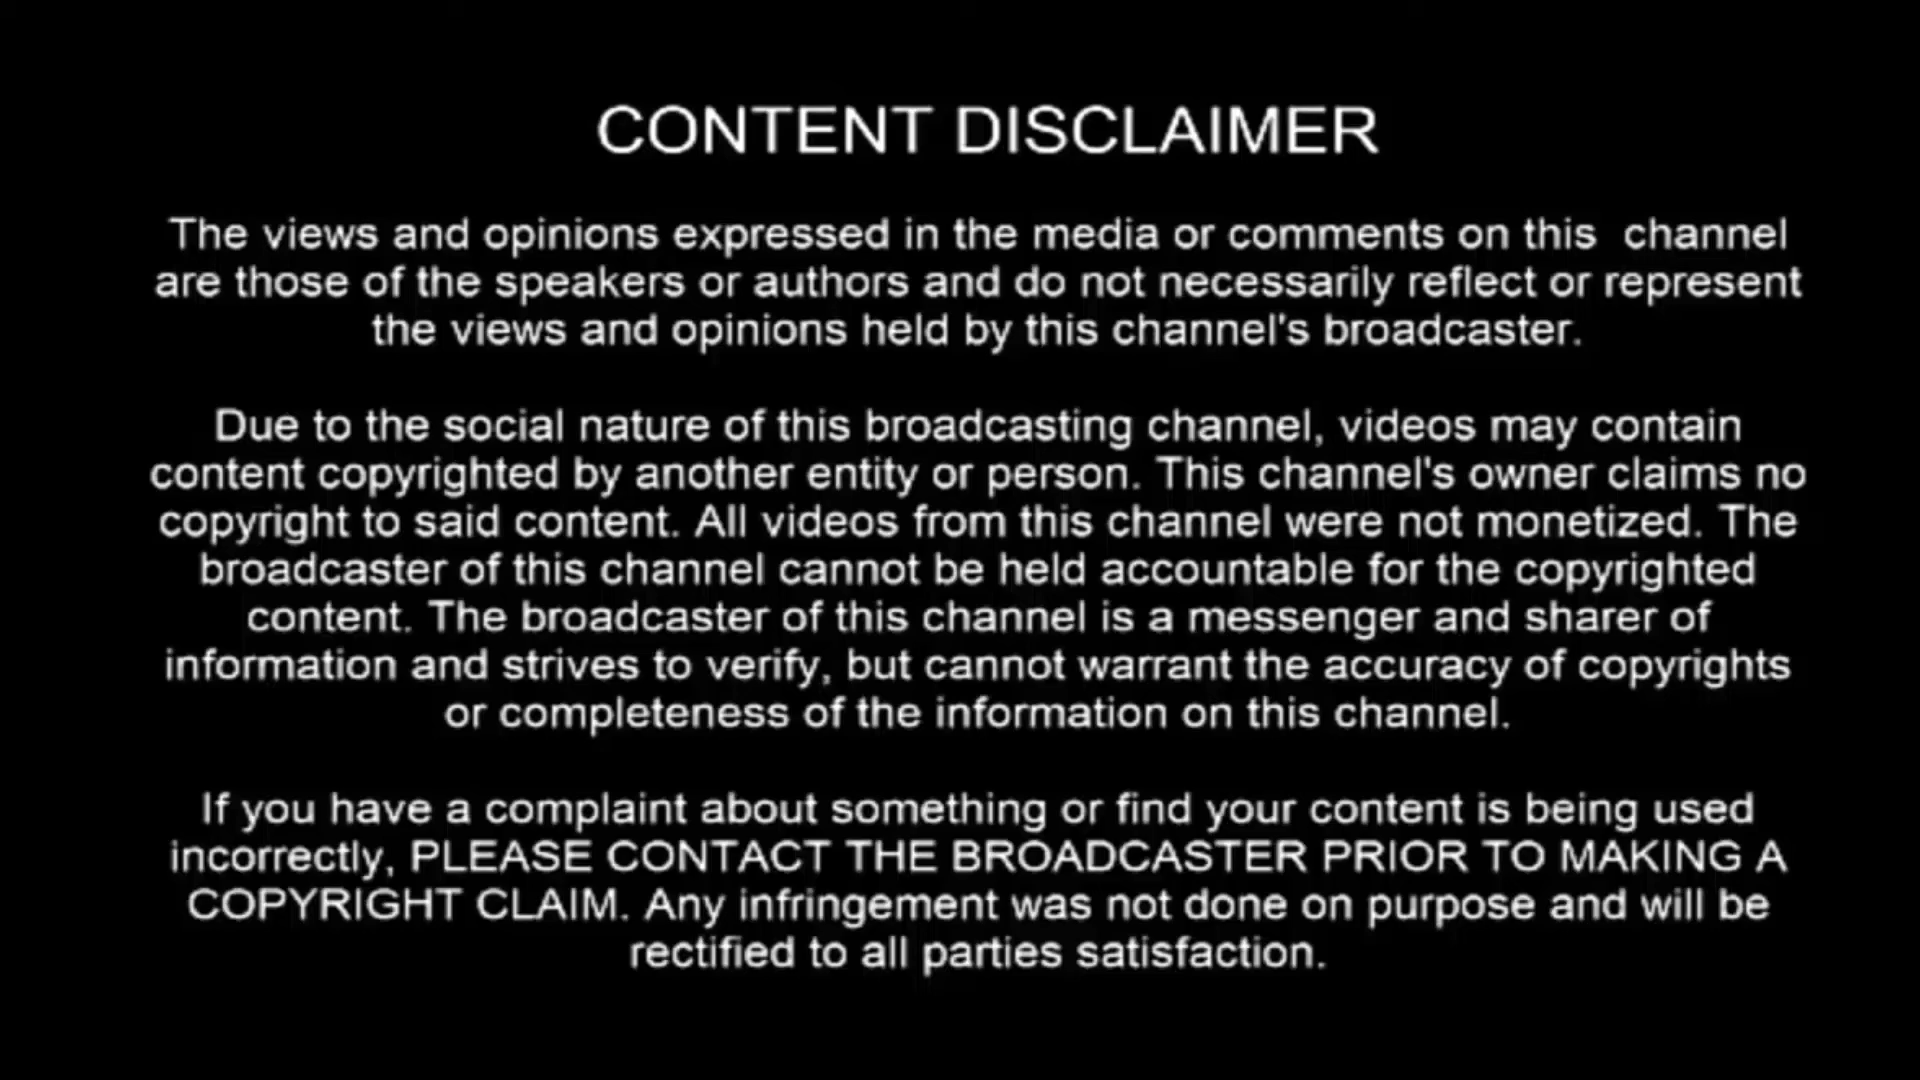 CONTENT DISCLAIMER
The views and opinions expressed in the media or comments on this channel
are those of the speakers or authors and do not necessarily reflect or represent
the views and opinions held by this channel's broadcaster.
Due to the social nature of this broadcasting channel, videos may contain
content copyrighted by another entity or person. This channel's owner claims no
copyright to said content. All videos from this channel were not monetized. The
broadcaster of this channel cannot be held accountable for the copyrighted
content. The broadcaster of this channel is a messenger and sharer of
information and strives to verify, but cannot warrant the accuracy of copyrights
or completeness of the information on this channel.
If you have a complaint about something or find your content is being used
incorrectly, PLEASE CONTACT THE BROADCASTER PRIOR TO MAKING A
COPYRIGHT CLAIM. Any infringement was not done on purpose and will be
rectified to all parties satisfaction.